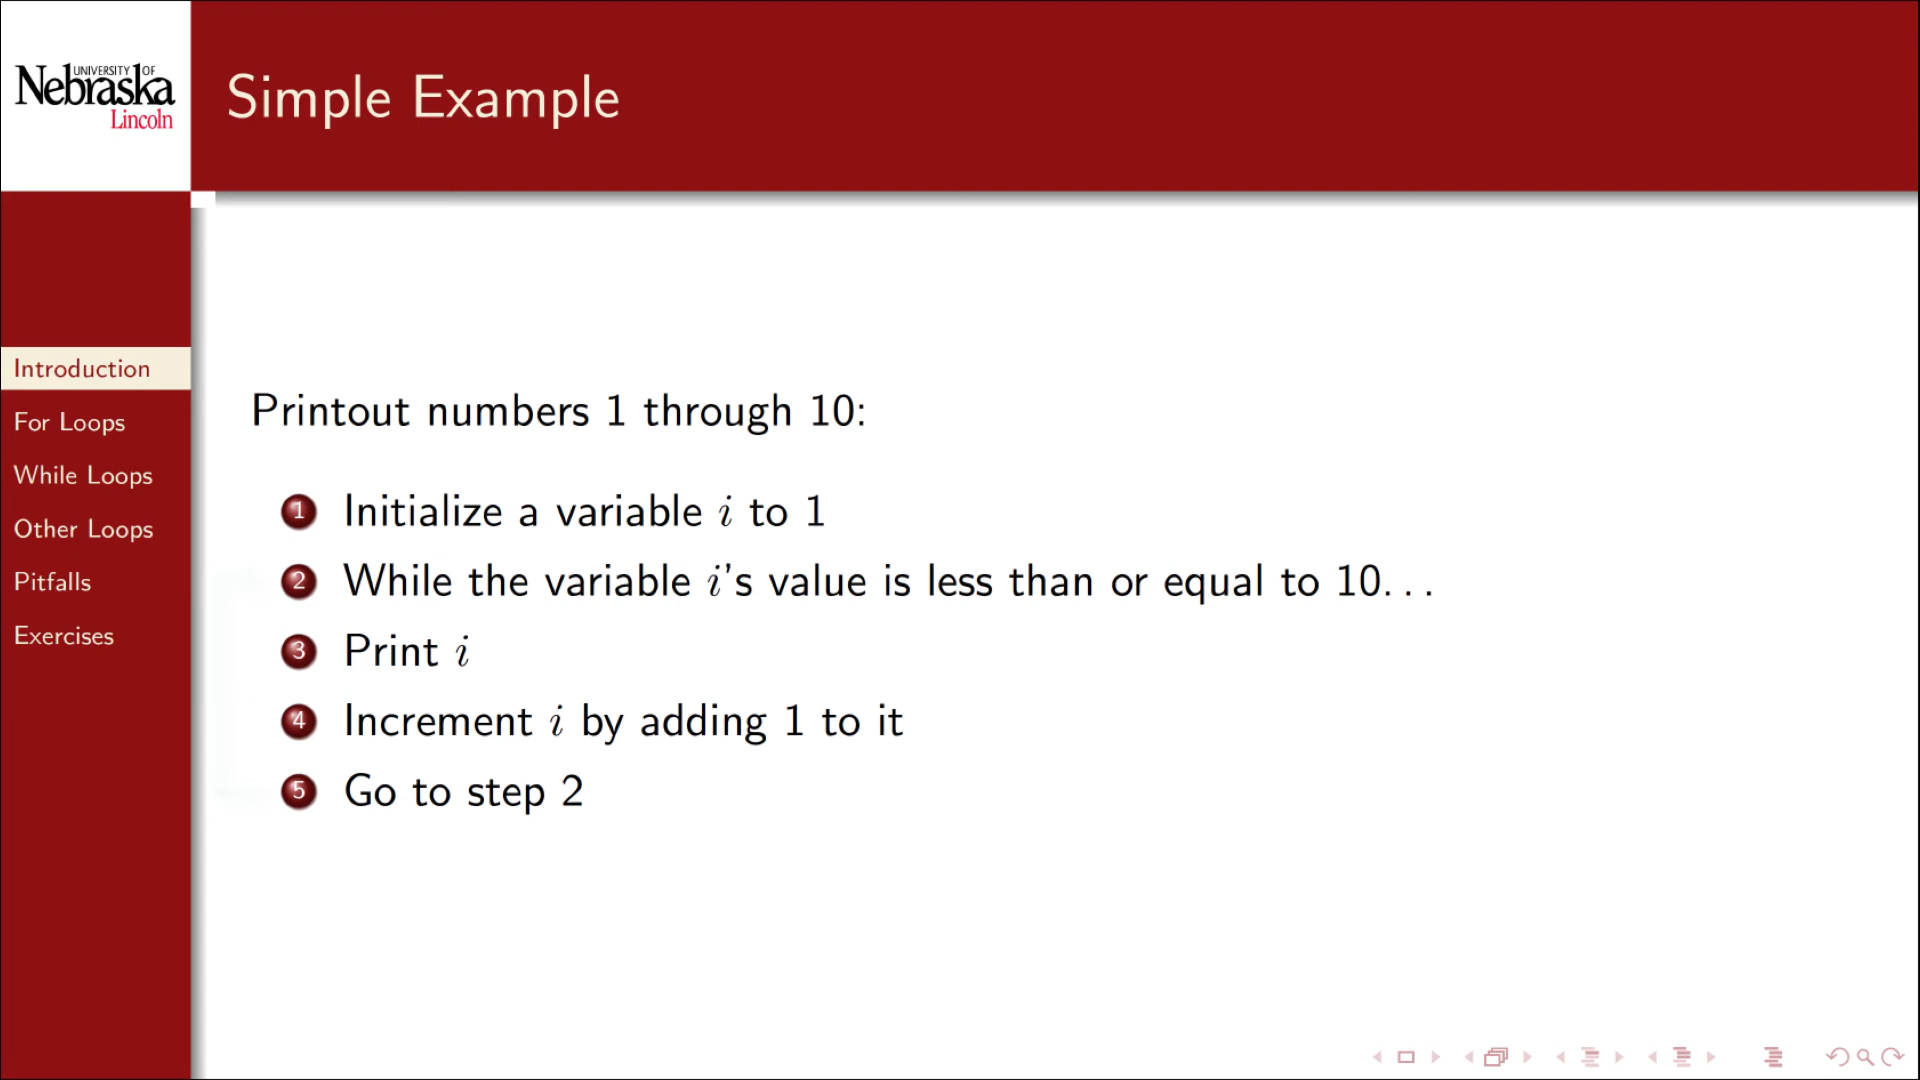 UNIVERSITY OF
Nebraska
Lincoln
Simple Example
Introduction
For Loops
While Loops
Other Loops
Pitfalls
Exercises
Printout numbers 1 through 10:
1 Initialize a variable i to 1
2 While the variable i's value is less than or equal to 10...
3 Print i
4 Increment i by adding 1 to it
5 Go to step 2